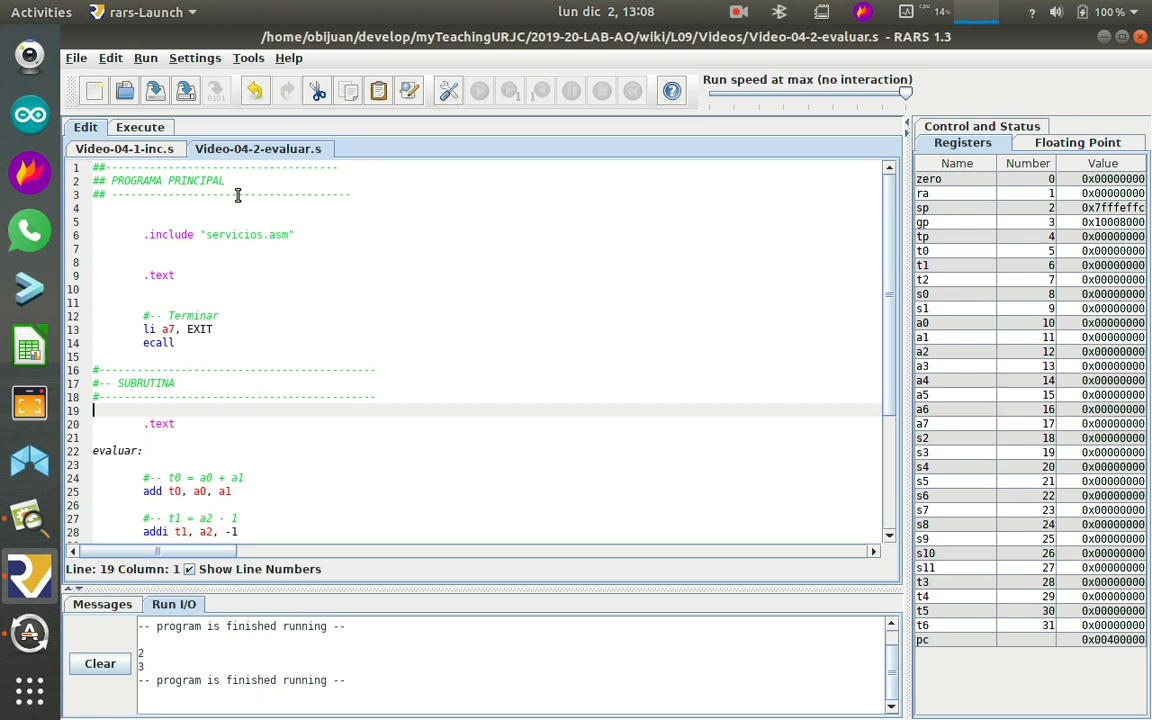 Activities rars-Launch lun dic 2, 13:08 cpu 14% ? 100 %
/home/obijuan/develop/myTeachingURJC/2019-20-LAB-AO/wiki/L09/Videos/Video-04-2-evaluar.s - RARS 1.3
File Edit Run Settings Tools Help
Run speed at max (no interaction)
Edit Execute
Video-04-1-inc.s Video-04-2-evaluar.s
1 ##-------------------------------------
2 ## PROGRAMA PRINCIPAL
3 ## --------------------------------------
4
5
6 .include "servicios.asm"
7
8
9 .text
10
11
12 #-- Terminar
13 li a7, EXIT
14 ecall
15
16 #--------------------------------------------
17 #-- SUBRUTINA
18 #--------------------------------------------
19
20 .text
21
22 evaluar:
23
24 #-- t0 = a0 + a1
25 add t0, a0, a1
26
27 #-- t1 = a2 - 1
28 addi t1, a2, -1
Line: 19 Column: 1 Show Line Numbers
Messages Run I/O
-- program is finished running --
2
3
-- program is finished running --
Clear
Control and Status
Registers Floating Point
Name Number Value
zero 0 0x00000000
ra 1 0x00000000
sp 2 0x7fffeffc
gp 3 0x10008000
tp 4 0x00000000
t0 5 0x00000000
t1 6 0x00000000
t2 7 0x00000000
s0 8 0x00000000
s1 9 0x00000000
a0 10 0x00000000
a1 11 0x00000000
a2 12 0x00000000
a3 13 0x00000000
a4 14 0x00000000
a5 15 0x00000000
a6 16 0x00000000
a7 17 0x00000000
s2 18 0x00000000
s3 19 0x00000000
s4 20 0x00000000
s5 21 0x00000000
s6 22 0x00000000
s7 23 0x00000000
s8 24 0x00000000
s9 25 0x00000000
s10 26 0x00000000
s11 27 0x00000000
t3 28 0x00000000
t4 29 0x00000000
t5 30 0x00000000
t6 31 0x00000000
pc 0x00400000